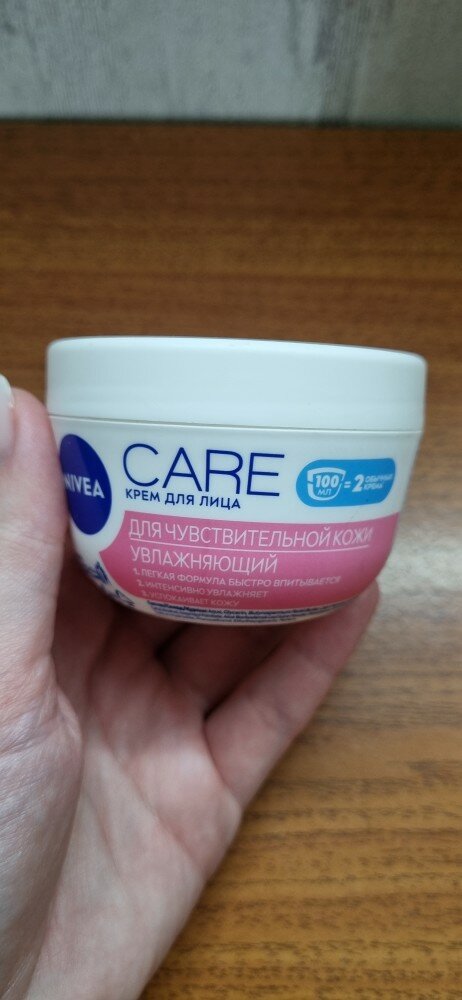 NIVEA
CARE
КРЕМ ДЛЯ ЛИЦА
100 МЛ = 2 ОБЫЧНЫХ КРЕМА
ДЛЯ ЧУВСТВИТЕЛЬНОЙ КОЖИ
УВЛАЖНЯЮЩИЙ
1. ЛЕГКАЯ ФОРМУЛА БЫСТРО ВПИТЫВАЕТСЯ
2. ИНТЕНСИВНО УВЛАЖНЯЕТ
3. УСПОКАИВАЕТ КОЖУ